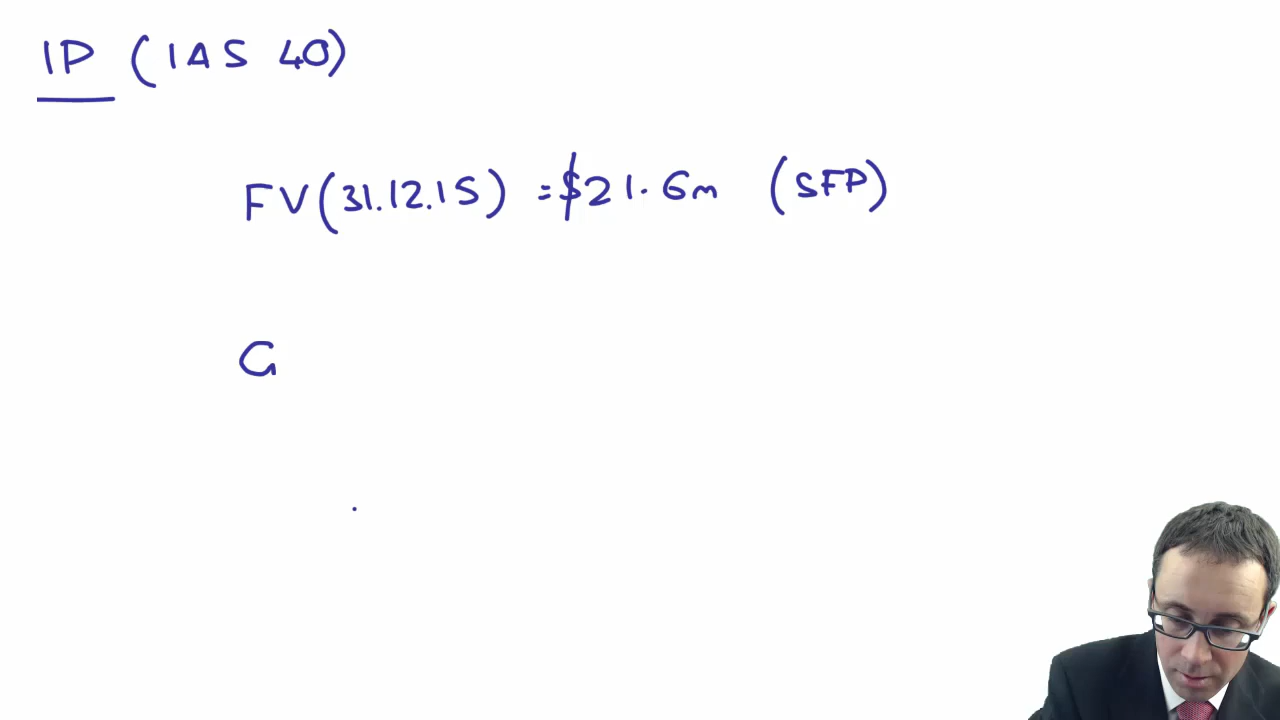 IP (IAS 40)
FV(31.12.15) = $21.6m (SFP)
G